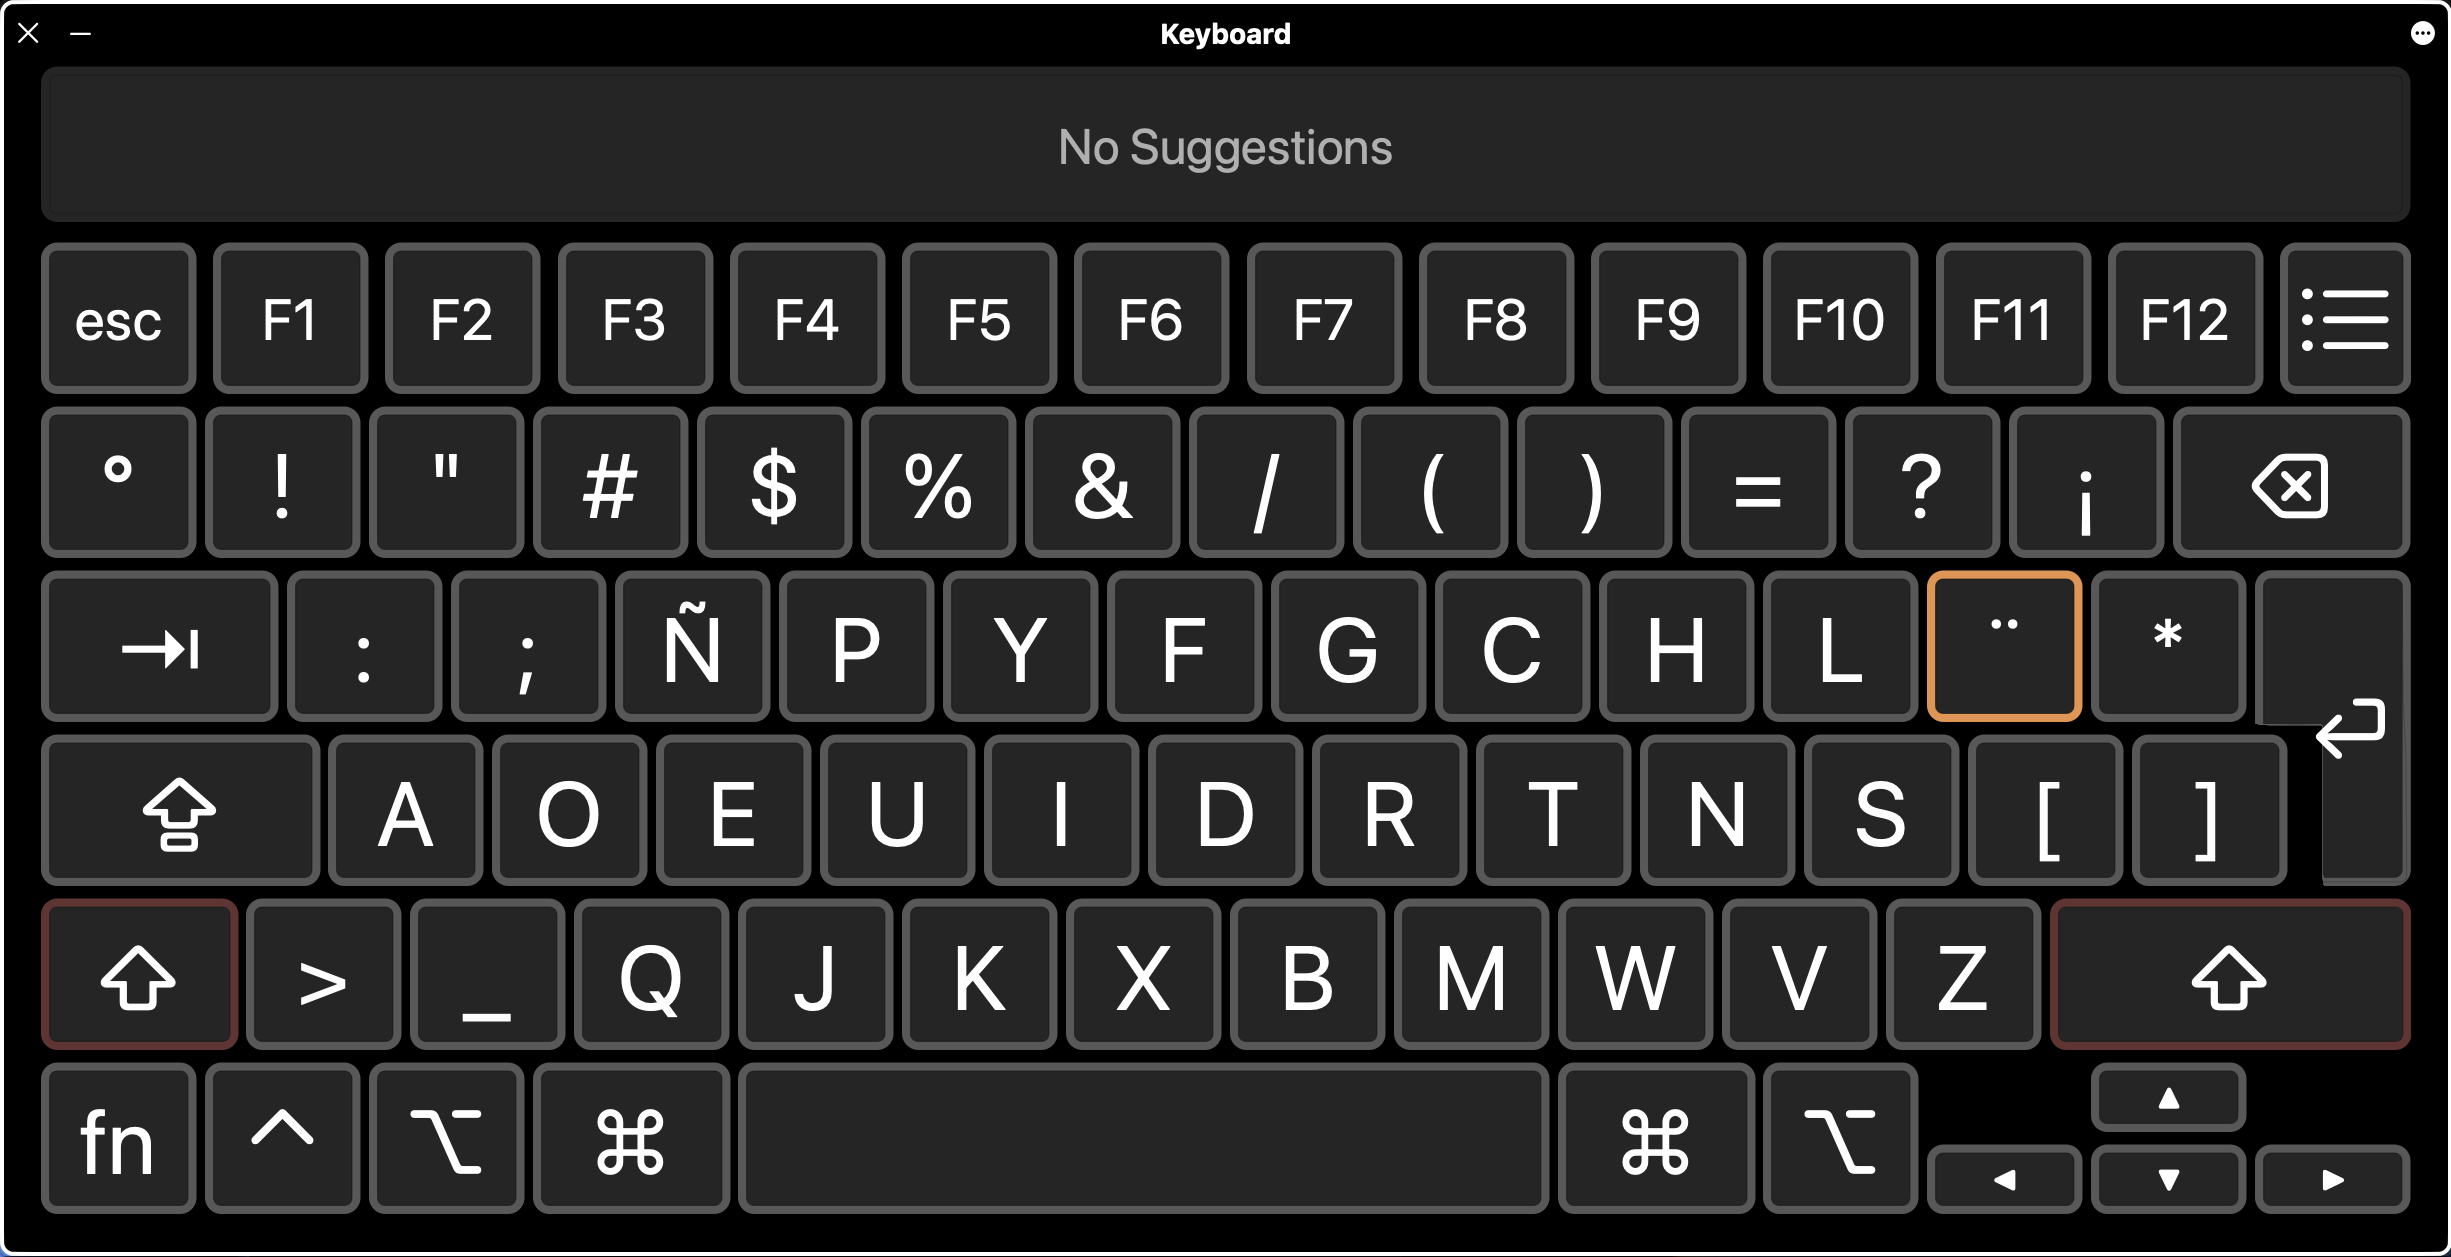 Keyboard
No Suggestions
esc F1 F2 F3 F4 F5 F6 F7 F8 F9 F10 F11 F12
° ! " # $ % & / ( ) = ? ¡
: ; Ñ P Y F G C H L ¨ *
A O E U I D R T N S [ ]
> _ Q J K X B M W V Z
fn ^ ⌥ ⌘ ⌘ ⌥